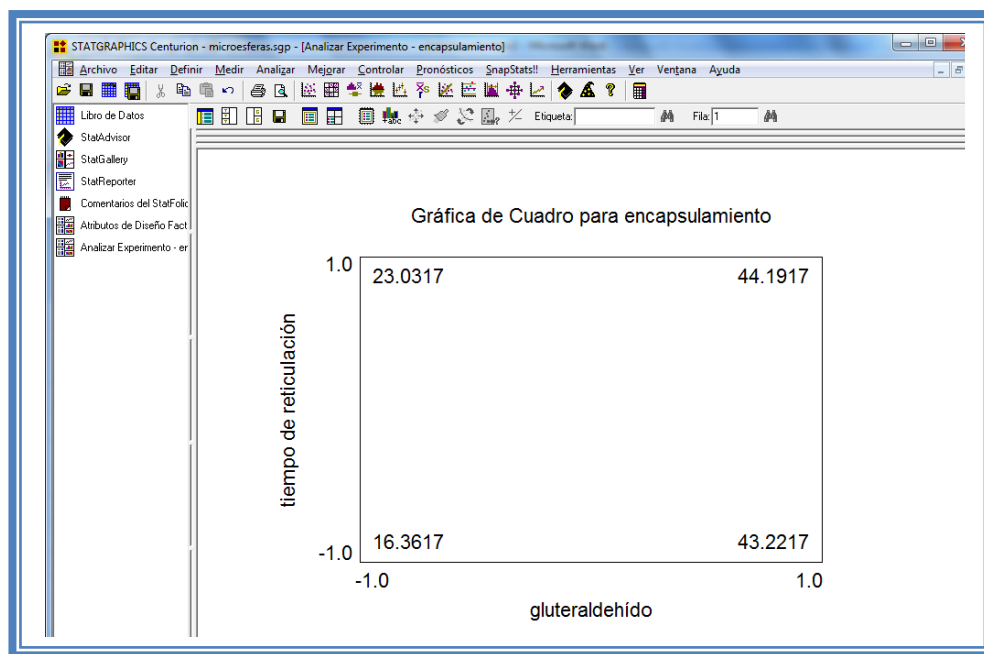 STATGRAPHICS Centurion - microesferas.sgp - [Analizar Experimento - encapsulamiento]
Archivo Editar Definir Medir Analizar Mejorar Controlar Pronósticos SnapStats!! Herramientas Ver Ventana Ayuda
Libro de Datos
Etiqueta: Fila: 1
StatAdvisor
StatGallery
StatReporter
Comentarios del StatFolic
Atributos de Diseño Fact
Analizar Experimento - er
Gráfica de Cuadro para encapsulamiento
1.0
23.0317 44.1917
tiempo de reticulación
16.3617 43.2217
-1.0
-1.0 1.0
gluteraldehído